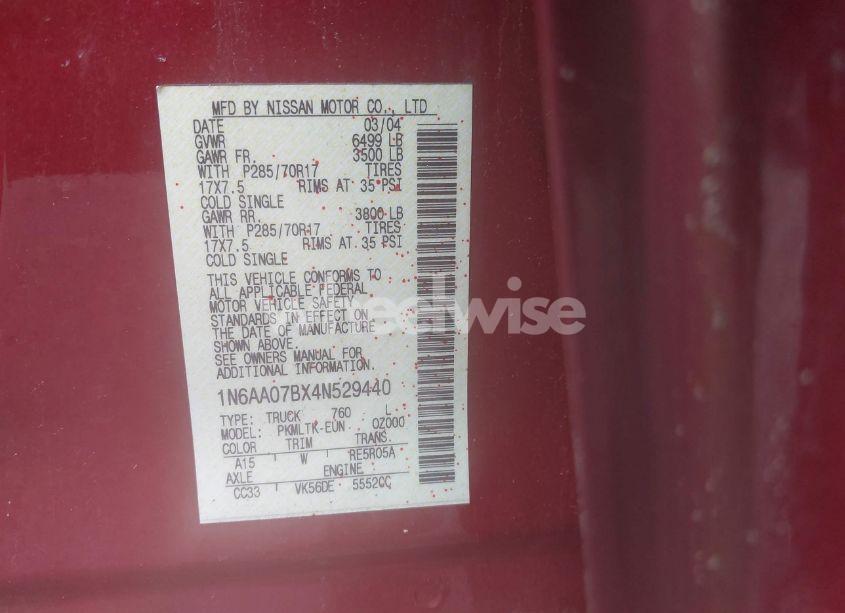 MFD BY NISSAN MOTOR CO., LTD
DATE 03/04
GVWR 6499 LB
GAWR FR. 3500 LB
WITH P285/70R17 TIRES
17X7.5 RIMS AT 35 PSI
COLD SINGLE
GAWR RR. 3800 LB
WITH P285/70R17 TIRES
17X7.5 RIMS AT 35 PSI
COLD SINGLE
THIS VEHICLE CONFORMS TO
ALL APPLICABLE FEDERAL
MOTOR VEHICLE SAFETY
STANDARDS IN EFFECT ON
THE DATE OF MANUFACTURE
SHOWN ABOVE.
SEE OWNERS MANUAL FOR
ADDITIONAL INFORMATION.
1N6AA07BX4N529440
TYPE: TRUCK 760 L
MODEL: PKMLTK-EUN 0Z000
COLOR TRIM TRANS.
A15 W RE5R05A
AXLE ENGINE
CC33 VK56DE 5552CC